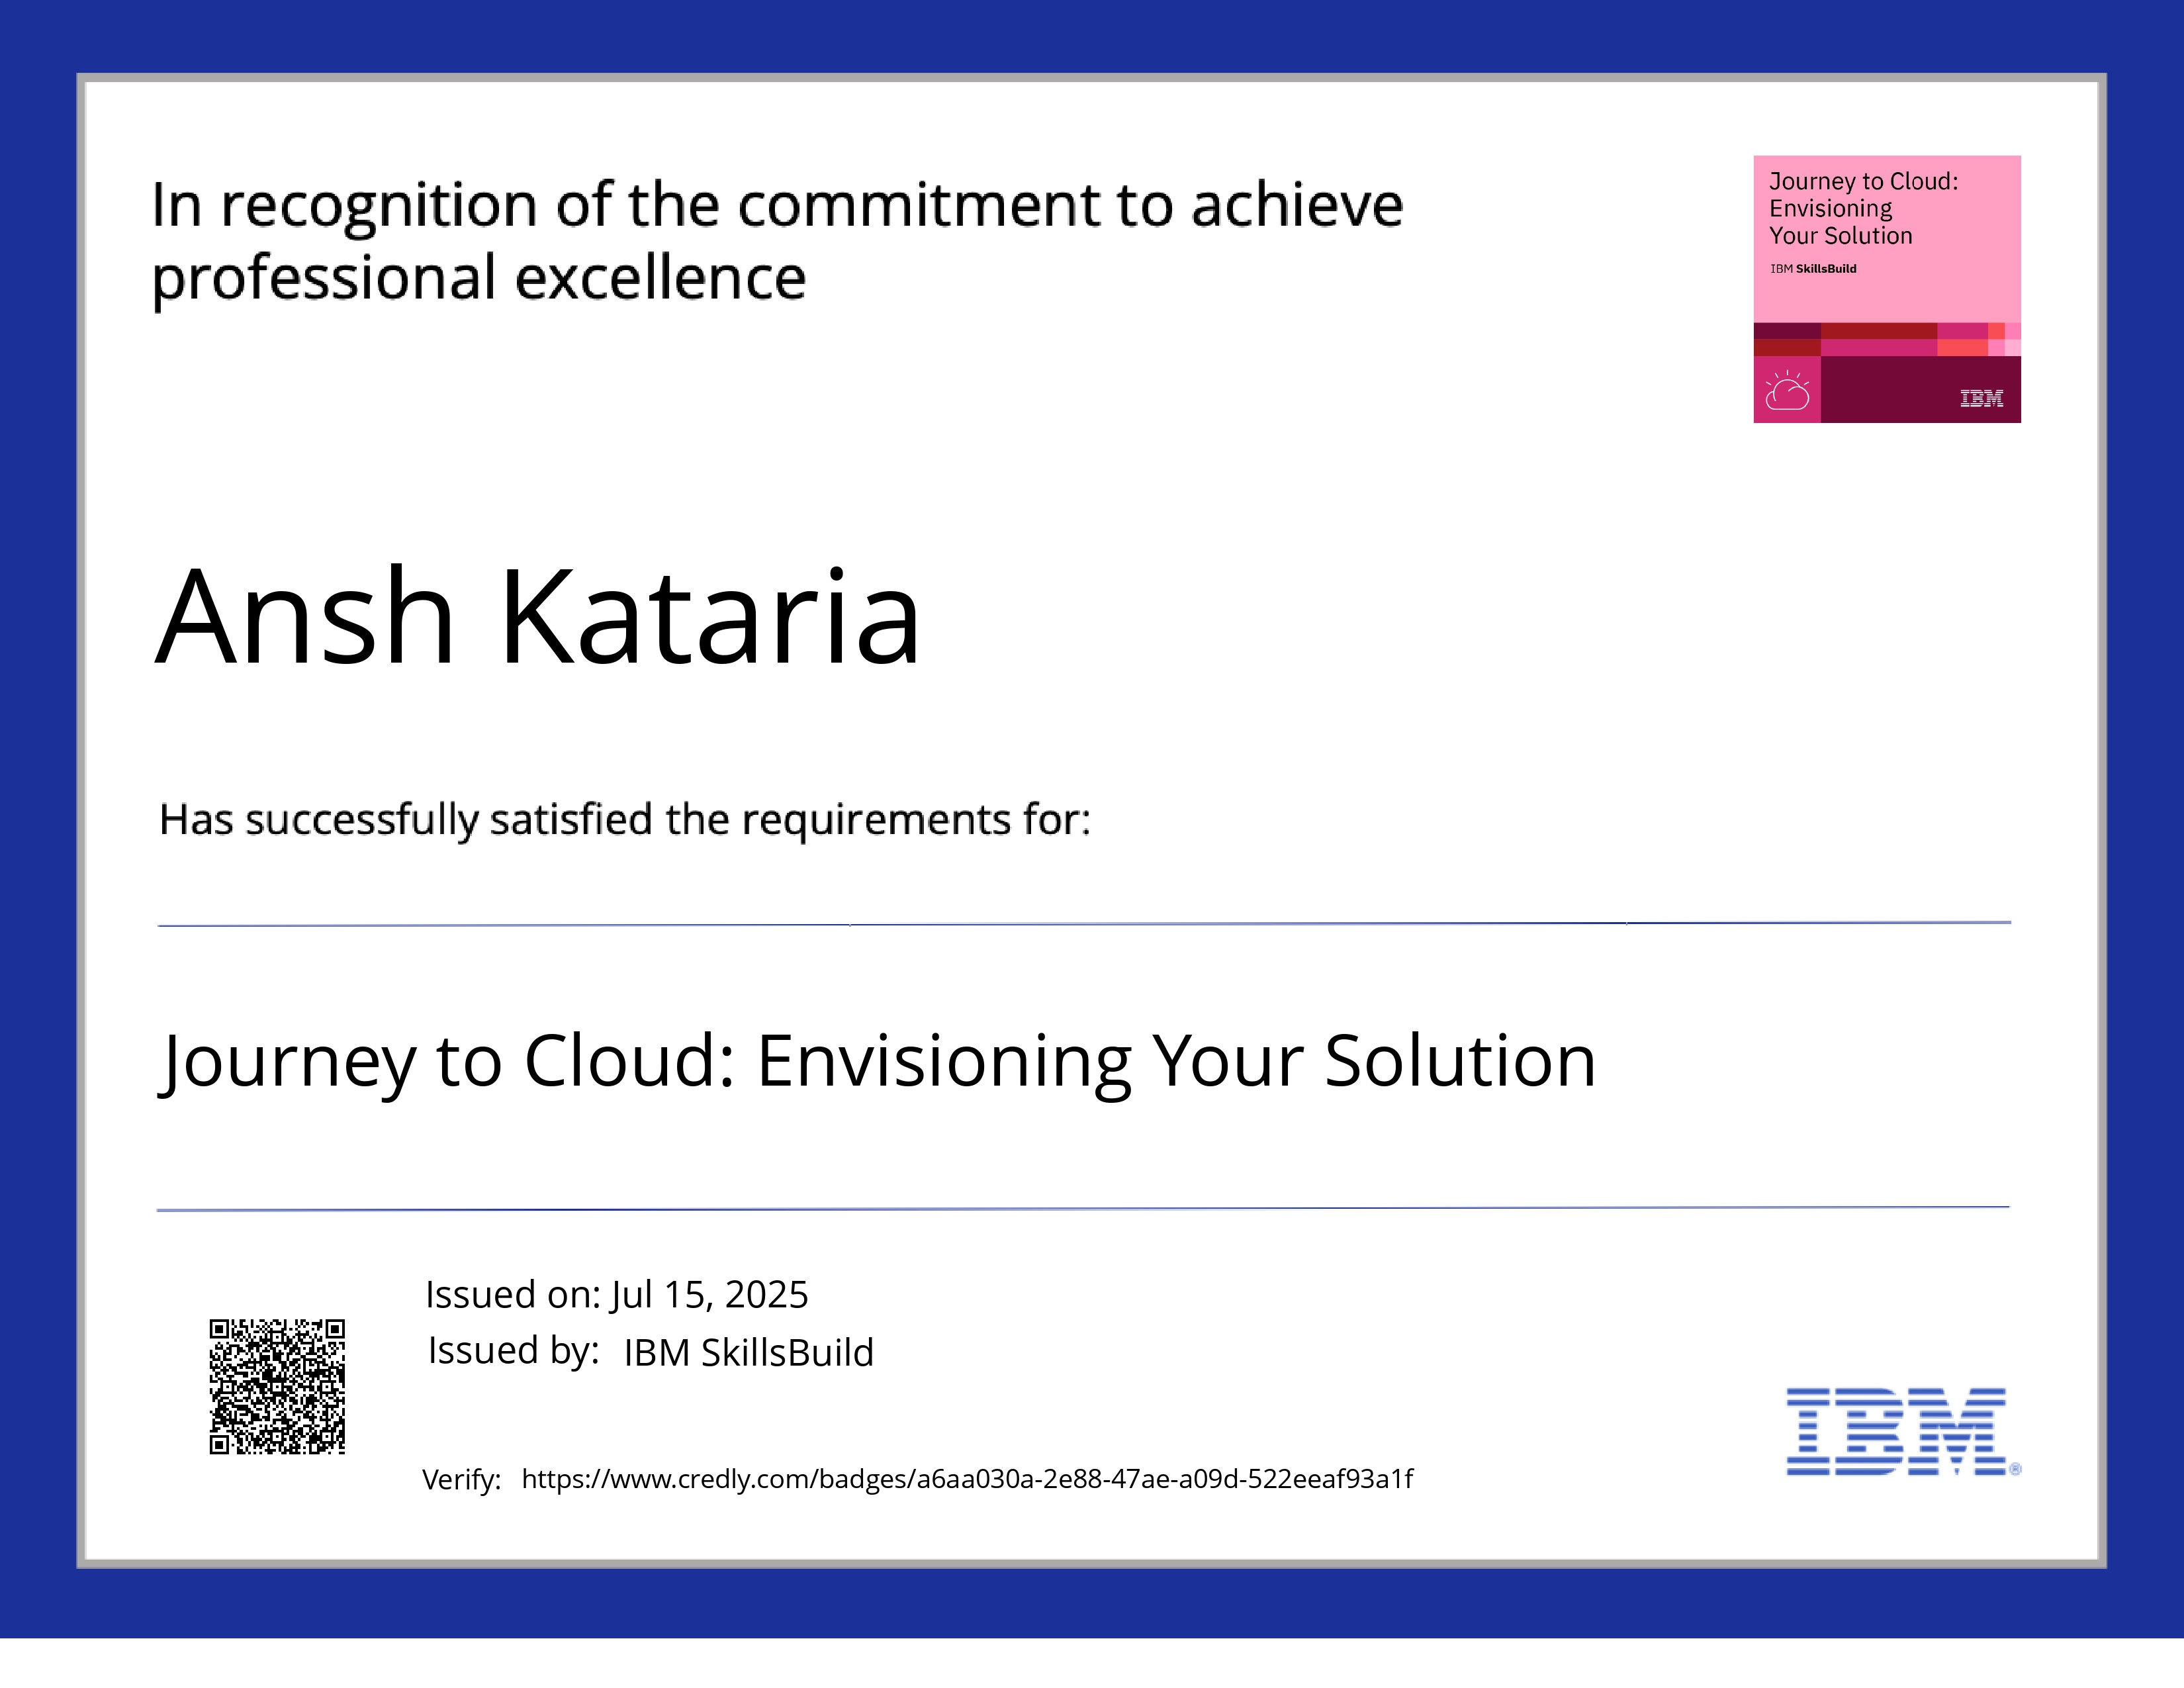 In recognition of the commitment to achieve
professional excellence
Journey to Cloud:
Envisioning
Your Solution
IBM SkillsBuild
IBM
Ansh Kataria
Has successfully satisfied the requirements for:
Journey to Cloud: Envisioning Your Solution
Issued on: Jul 15, 2025
Issued by: IBM SkillsBuild
IBM®
Verify: https://www.credly.com/badges/a6aa030a-2e88-47ae-a09d-522eeaf93a1f